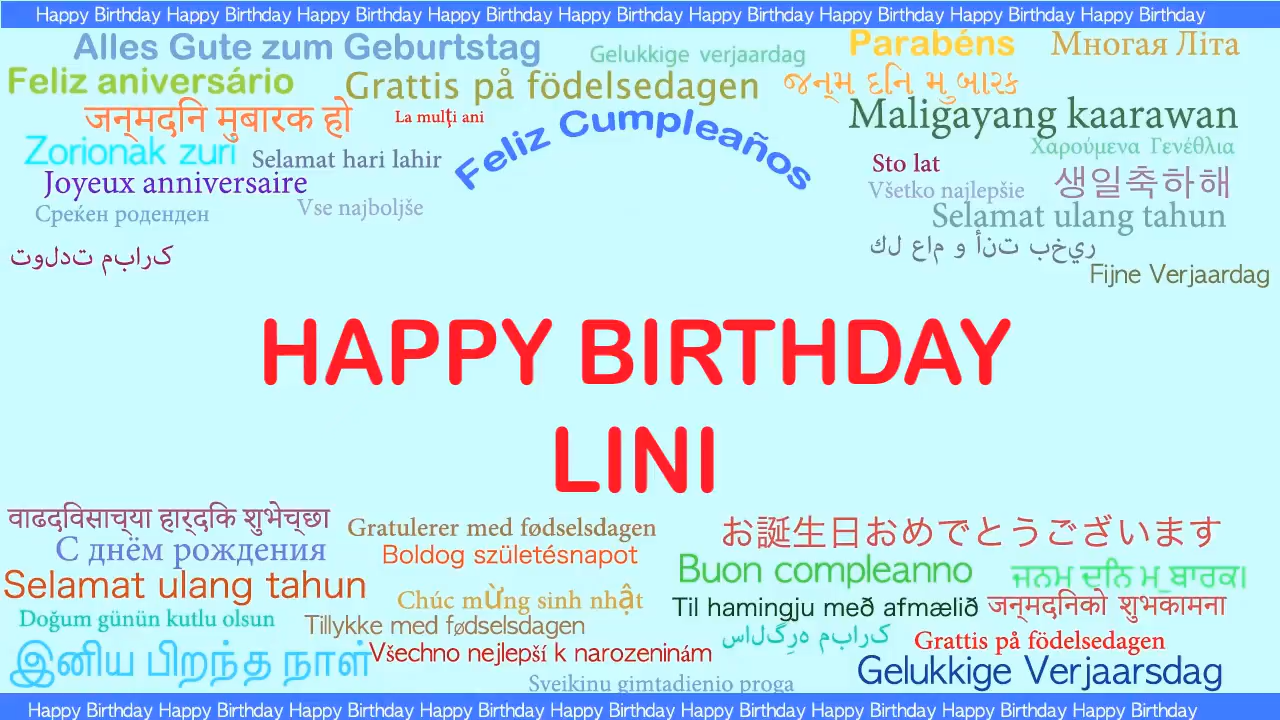 Happy Birthday Happy Birthday Happy Birthday Happy Birthday Happy Birthday Happy Birthday Happy Birthday Happy Birthday Happy Birthday
Alles Gute zum Geburtstag
Gelukkige verjaardag
Parabéns
Многая Літа
Feliz aniversário
Grattis på födelsedagen
જન્મ દિન મુબારક
जन्मदिन मुबारक हो
La mulţi ani
Feliz Cumpleaños
Maligayang kaarawan
Zorionak zuri
Selamat hari lahir
Χαρούμενα Γενέθλια
Sto lat
Joyeux anniversaire
Všetko najlepšie
생일축하해
Среќен роденден
Vse najboljše
Selamat ulang tahun
تولدت مبارک
كل عام و أنت بخير
Fijne Verjaardag
HAPPY BIRTHDAY
LINI
वाढदिवसाच्या हार्दिक शुभेच्छा
Gratulerer med fødselsdagen
お誕生日おめでとうございます
С днём рождения
Boldog születésnapot
Buon compleanno
ਜਨਮ ਦਿਨ ਮੁਬਾਰਕ।
Selamat ulang tahun
Chúc mừng sinh nhật
Til hamingju með afmælið
जन्मदिनको शुभकामना
Doğum günün kutlu olsun
Tillykke med fødselsdagen
سالگرہ مبارک
Grattis på födelsedagen
இனிய பிறந்த நாள்
Všechno nejlepší k narozeninám
Gelukkige Verjaarsdag
Sveikinu gimtadienio proga
Happy Birthday Happy Birthday Happy Birthday Happy Birthday Happy Birthday Happy Birthday Happy Birthday Happy Birthday Happy Birthday